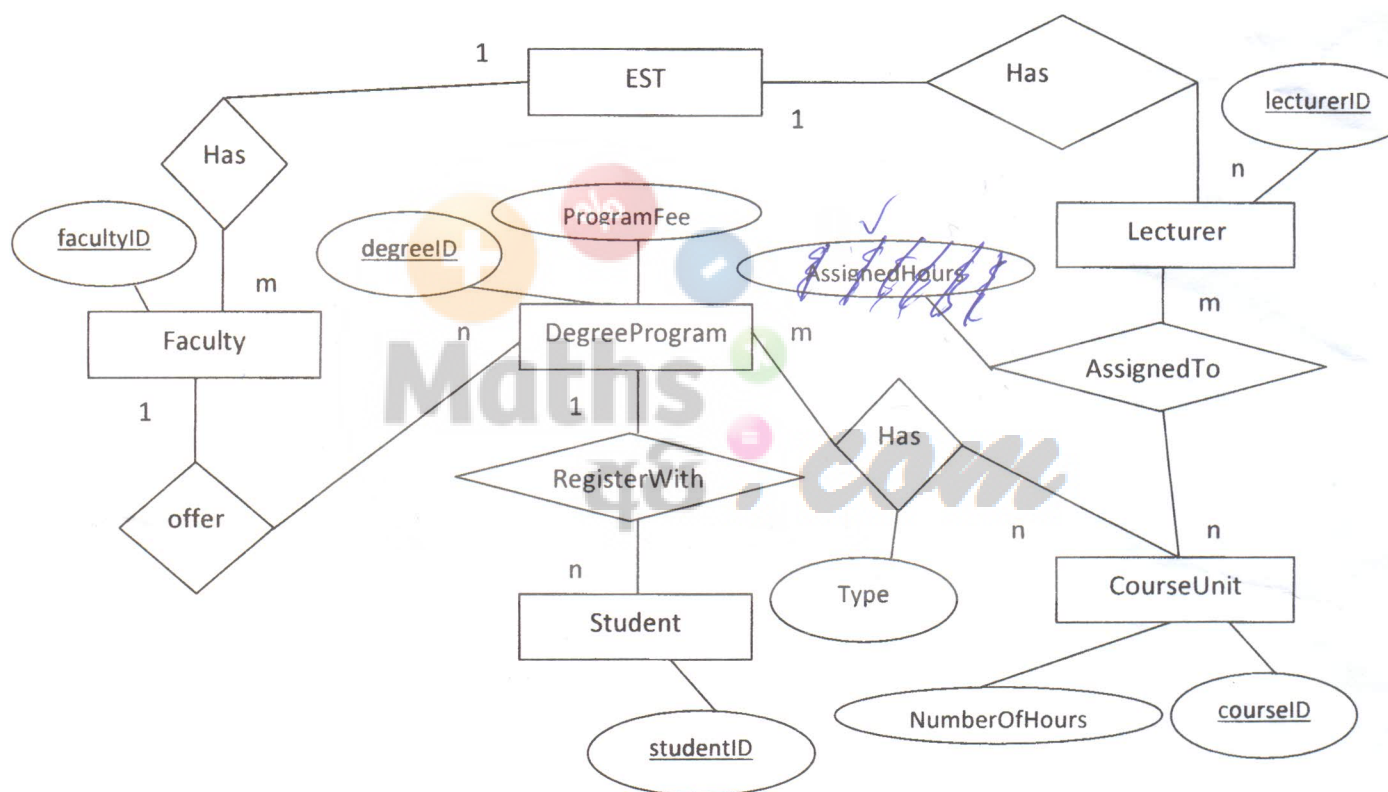 1
EST
Has
1
lecturerID
Has
n
facultyID
ProgramFee
degreeID
Lecturer
AssignedHours
m
m
Faculty
n
DegreeProgram
m
AssignedTo
1
1
Has
Maths
අපි.com
RegisterWith
offer
n
n
n
Type
CourseUnit
Student
NumberOfHours
courseID
studentID